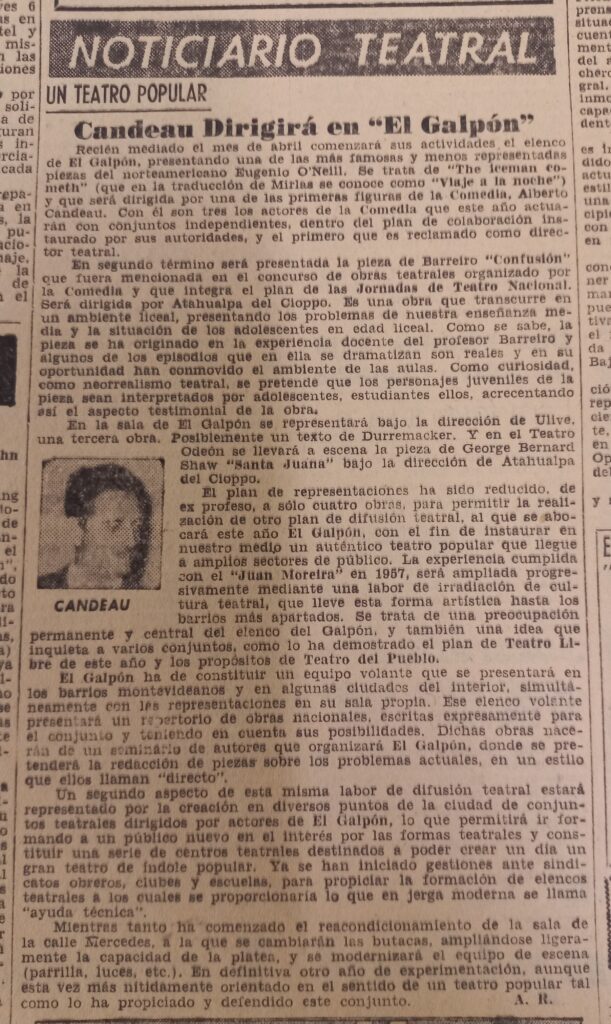 NOTICIARIO TEATRAL
UN TEATRO POPULAR
Candeau Dirigirá en "El Galpón"
Recién mediado el mes de abril comenzará sus actividades el elenco
de El Galpón, presentando una de las más famosas y menos representadas
piezas del norteamericano Eugenio O'Neill. Se trata de "The iceman co-
meth" (que en la traducción de Mirlas se conoce como "Viaje a la noche")
y que será dirigida por una de las primeras figuras de la Comedia, Alberto
Candeau. Con él son tres los actores de la Comedia que este año actua-
rán con conjuntos independientes, dentro del plan de colaboración ins-
taurado por sus autoridades, y el primero que es reclamado como direc-
tor teatral.
En segundo término será presentada la pieza de Barreiro "Confusión"
que fuera mencionada en el concurso de obras teatrales organizado por
la Comedia y que integra el plan de las Jornadas de Teatro Nacional.
Será dirigida por Atahualpa del Cioppo. Es una obra que transcurre en
un ambiente liceal, presentando los problemas de nuestra enseñanza me-
dia y la situación de los adolescentes en edad liceal. Como se sabe, la
pieza se ha originado en la experiencia docente del profesor Barreiro y
algunos de los episodios que en ella se dramatizan son reales y en su
oportunidad han conmovido el ambiente de las aulas. Como curiosidad,
como neorrealismo teatral, se pretende que los personajes juveniles de la
pieza sean interpretados por adolescentes, estudiantes ellos, acrecentando
así el aspecto testimonial de la obra.
En la sala de El Galpón se representará bajo la dirección de Ulive,
una tercera obra. Posiblemente un texto de Durremacker. Y en el Teatro
Odeón se llevará a escena la pieza de George Bernard
Shaw "Santa Juana" bajo la dirección de Atahualpa
del Cioppo.
El plan de representaciones ha sido reducido, de
ex profeso, a sólo cuatro obras, para permitir la reali-
zación de otro plan de difusión teatral, al que se abo-
cará este año El Galpón, con el fin de instaurar en
nuestro medio un auténtico teatro popular que llegue
a amplios sectores de público. La experiencia cumplida
con el "Juan Moreira" en 1957, será ampliada progre-
sivamente mediante una labor de irradiación de cul-
tura teatral, que lleve esta forma artística hasta los
barrios más apartados. Se trata de una preocupación
CANDEAU
permanente y central del elenco del Galpón, y también una idea que
inquieta a varios conjuntos, como lo ha demostrado el plan de Teatro Li-
bre de este año y los propósitos de Teatro del Pueblo.
El Galpón ha de constituir un equipo volante que se presentará en
los barrios montevideanos y en algunas ciudades del interior, simultá-
neamente con las representaciones en su sala propia. Ese elenco volante
presentará un repertorio de obras nacionales, escritas expresamente para
el conjunto y teniendo en cuenta sus posibilidades. Dichas obras nace-
rán de un seminario de autores que organizará El Galpón, donde se pre-
tenderá la redacción de piezas sobre los problemas actuales, en un estilo
que ellos llaman "directo".
Un segundo aspecto de esta misma labor de difusión teatral estará
representado por la creación en diversos puntos de la ciudad de conjun-
tos teatrales dirigidos por actores de El Galpón, lo que permitirá ir for-
mando a un público nuevo en el interés por las formas teatrales y cons-
tituir una serie de centros teatrales destinados a poder crear un día un
gran teatro de índole popular. Ya se han iniciado gestiones ante sindi-
catos obreros, clubes y escuelas, para propiciar la formación de elencos
teatrales a los cuales se proporcionaría lo que en jerga moderna se llama
"ayuda técnica".
Mientras tanto ha comenzado el reacondicionamiento de la sala de
la calle Mercedes, a la que se cambiarán las butacas, ampliándose ligera-
mente la capacidad de la platea, y se modernizará el equipo de escena
(parrilla, luces, etc.). En definitiva otro año de experimentación, aunque
esta vez más nítidamente orientado en el sentido de un teatro popular tal
como lo ha propiciado y defendido este conjunto. A. R.